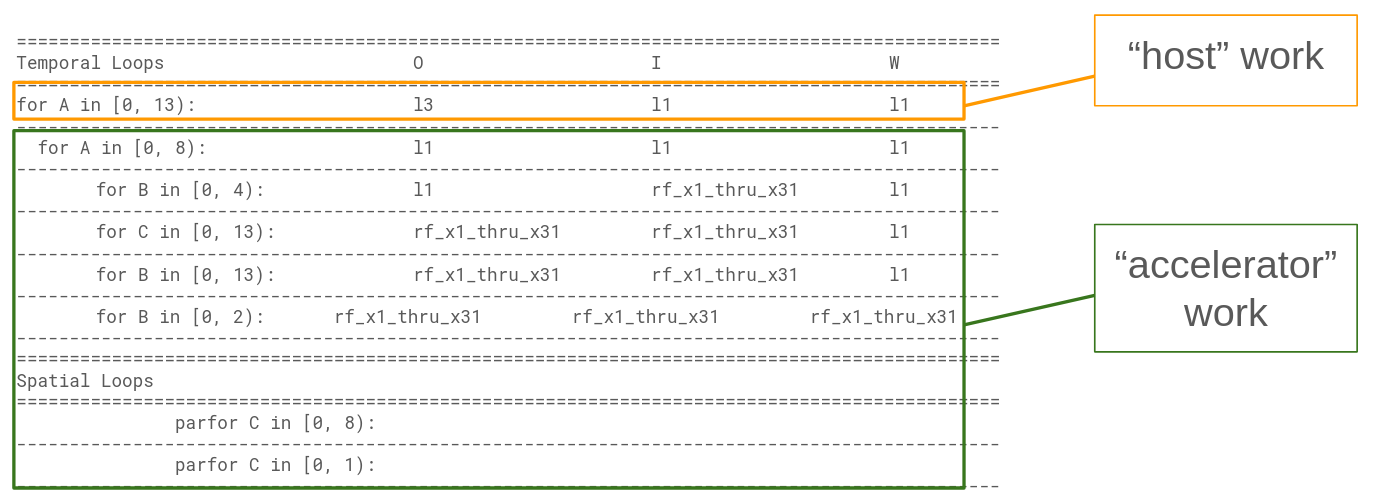 Temporal Loops O I W
for A in [0, 13): l3 l1 l1
for A in [0, 8): l1 l1 l1
for B in [0, 4): l1 rf_x1_thru_x31 l1
for C in [0, 13): rf_x1_thru_x31 rf_x1_thru_x31 l1
for B in [0, 13): rf_x1_thru_x31 rf_x1_thru_x31 l1
for B in [0, 2): rf_x1_thru_x31 rf_x1_thru_x31 rf_x1_thru_x31
Spatial Loops
parfor C in [0, 8):
parfor C in [0, 1):
“host” work
“accelerator”
work